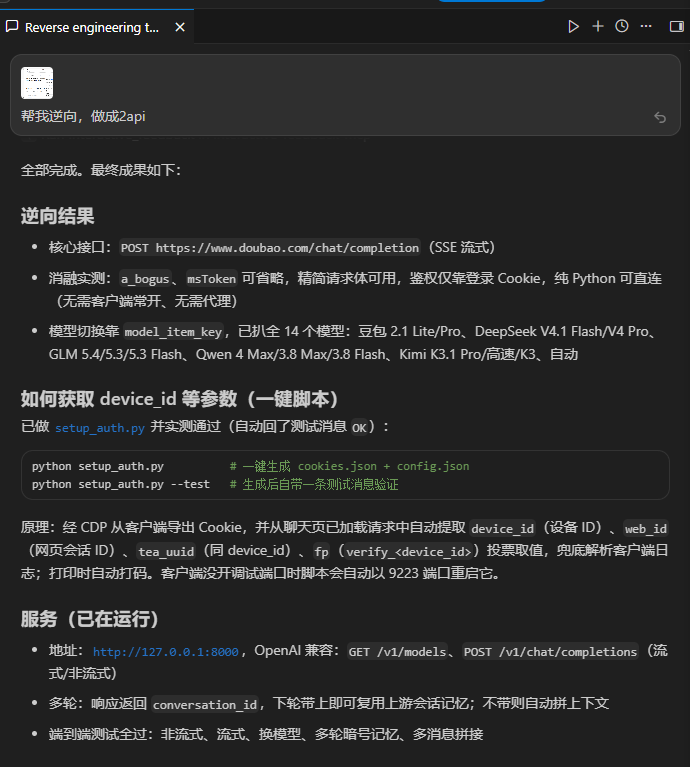 Reverse engineering t...
帮我逆向，做成2api
全部完成。最终成果如下：
逆向结果
• 核心接口：POST https://www.doubao.com/chat/completion（SSE 流式）
• 消融实测：a_bogus、msToken 可省略，精简请求体可用，鉴权仅靠登录 Cookie，纯 Python 可直连
（无需客户端常开、无需代理）
• 模型切换靠 model_item_key，已扒全 14 个模型：豆包 2.1 Lite/Pro、DeepSeek V4.1 Flash/V4 Pro、
GLM 5.4/5.3/5.3 Flash、Qwen 4 Max/3.8 Max/3.8 Flash、Kimi K3.1 Pro/高速/K3、自动
如何获取 device_id 等参数（一键脚本）
已做 setup_auth.py 并实测通过（自动回了测试消息 OK）：
python setup_auth.py # 一键生成 cookies.json + config.json
python setup_auth.py --test # 生成后自带一条测试消息验证
原理：经 CDP 从客户端导出 Cookie，并从聊天页已加载请求中自动提取 device_id（设备 ID）、web_id
（网页会话 ID）、tea_uuid（同 device_id）、fp（verify_<device_id>）投票取值，兜底解析客户端日
志；打印时自动打码。客户端没开调试端口时脚本会自动以 9223 端口重启它。
服务（已在运行）
• 地址：http://127.0.0.1:8000，OpenAI 兼容：GET /v1/models、POST /v1/chat/completions（流
式/非流式）
• 多轮：响应返回 conversation_id，下轮带上即可复用上游会话记忆；不带则自动拼上下文
• 端到端测试全过：非流式、流式、换模型、多轮暗号记忆、多消息拼接